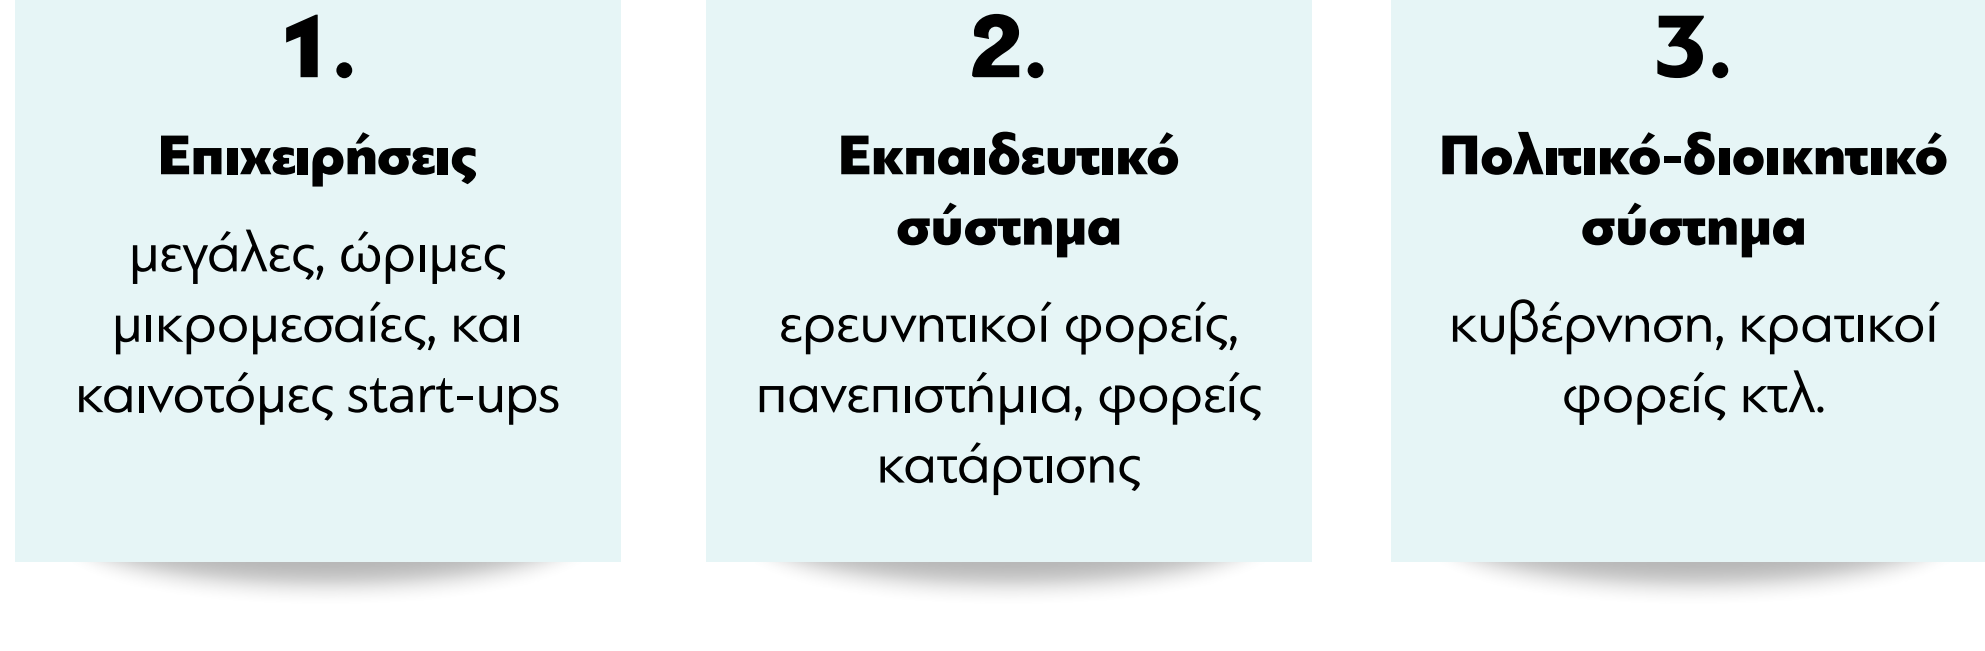 1.
Επιχειρήσεις
μεγάλες, ώριμες
μικρομεσαίες, και
καινοτόμες start-ups
2.
Εκπαιδευτικό
σύστημα
ερευνητικοί φορείς,
πανεπιστήμια, φορείς
κατάρτισης
3.
Πολιτικό-διοικητικό
σύστημα
κυβέρνηση, κρατικοί
φορείς κτλ.